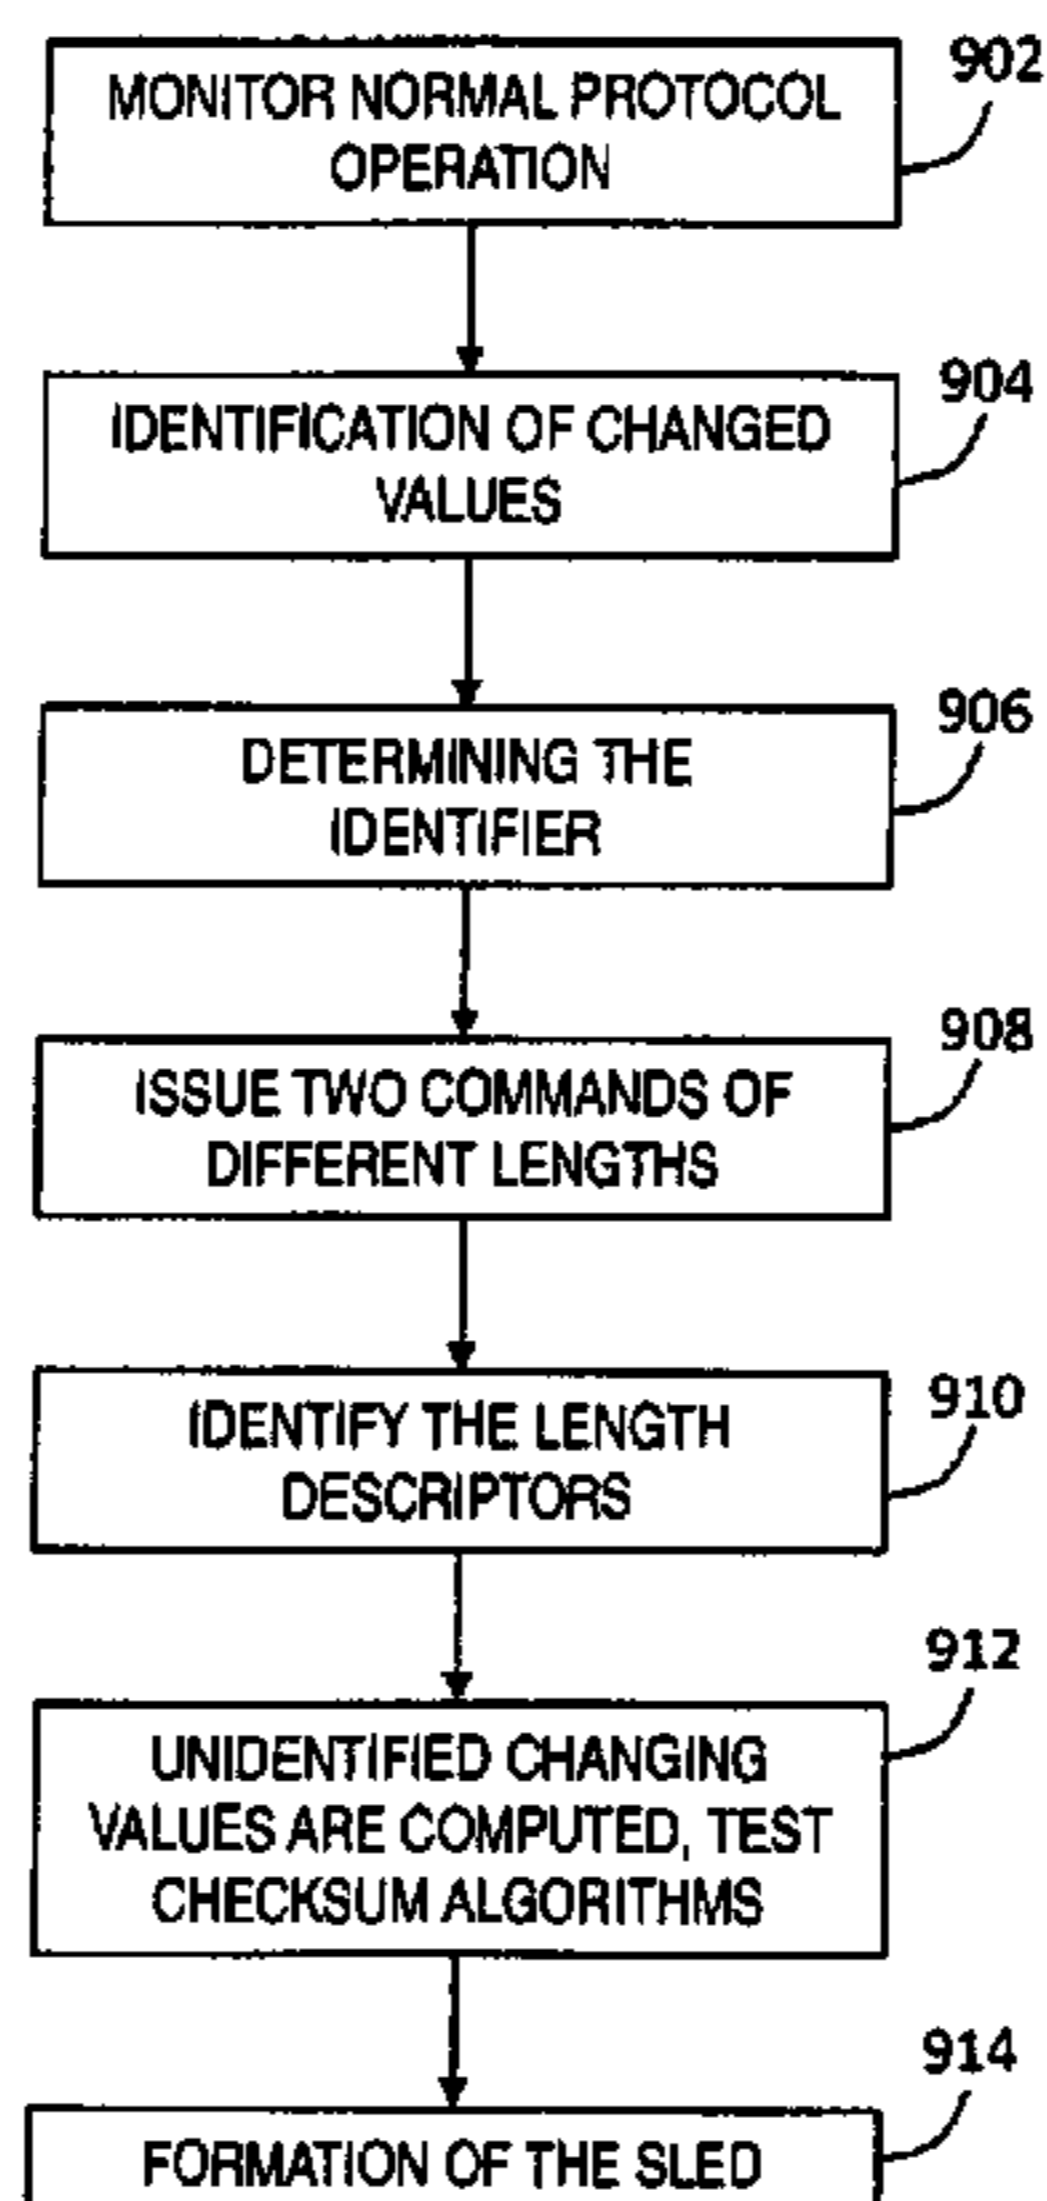 MONITOR NORMAL PROTOCOL
OPERATION
902
IDENTIFICATION OF CHANGED
VALUES
904
DETERMINING THE
IDENTIFIER
906
ISSUE TWO COMMANDS OF
DIFFERENT LENGTHS
908
IDENTIFY THE LENGTH
DESCRIPTORS
910
UNIDENTIFIED CHANGING
VALUES ARE COMPUTED, TEST
CHECKSUM ALGORITHMS
912
FORMATION OF THE SLED
914